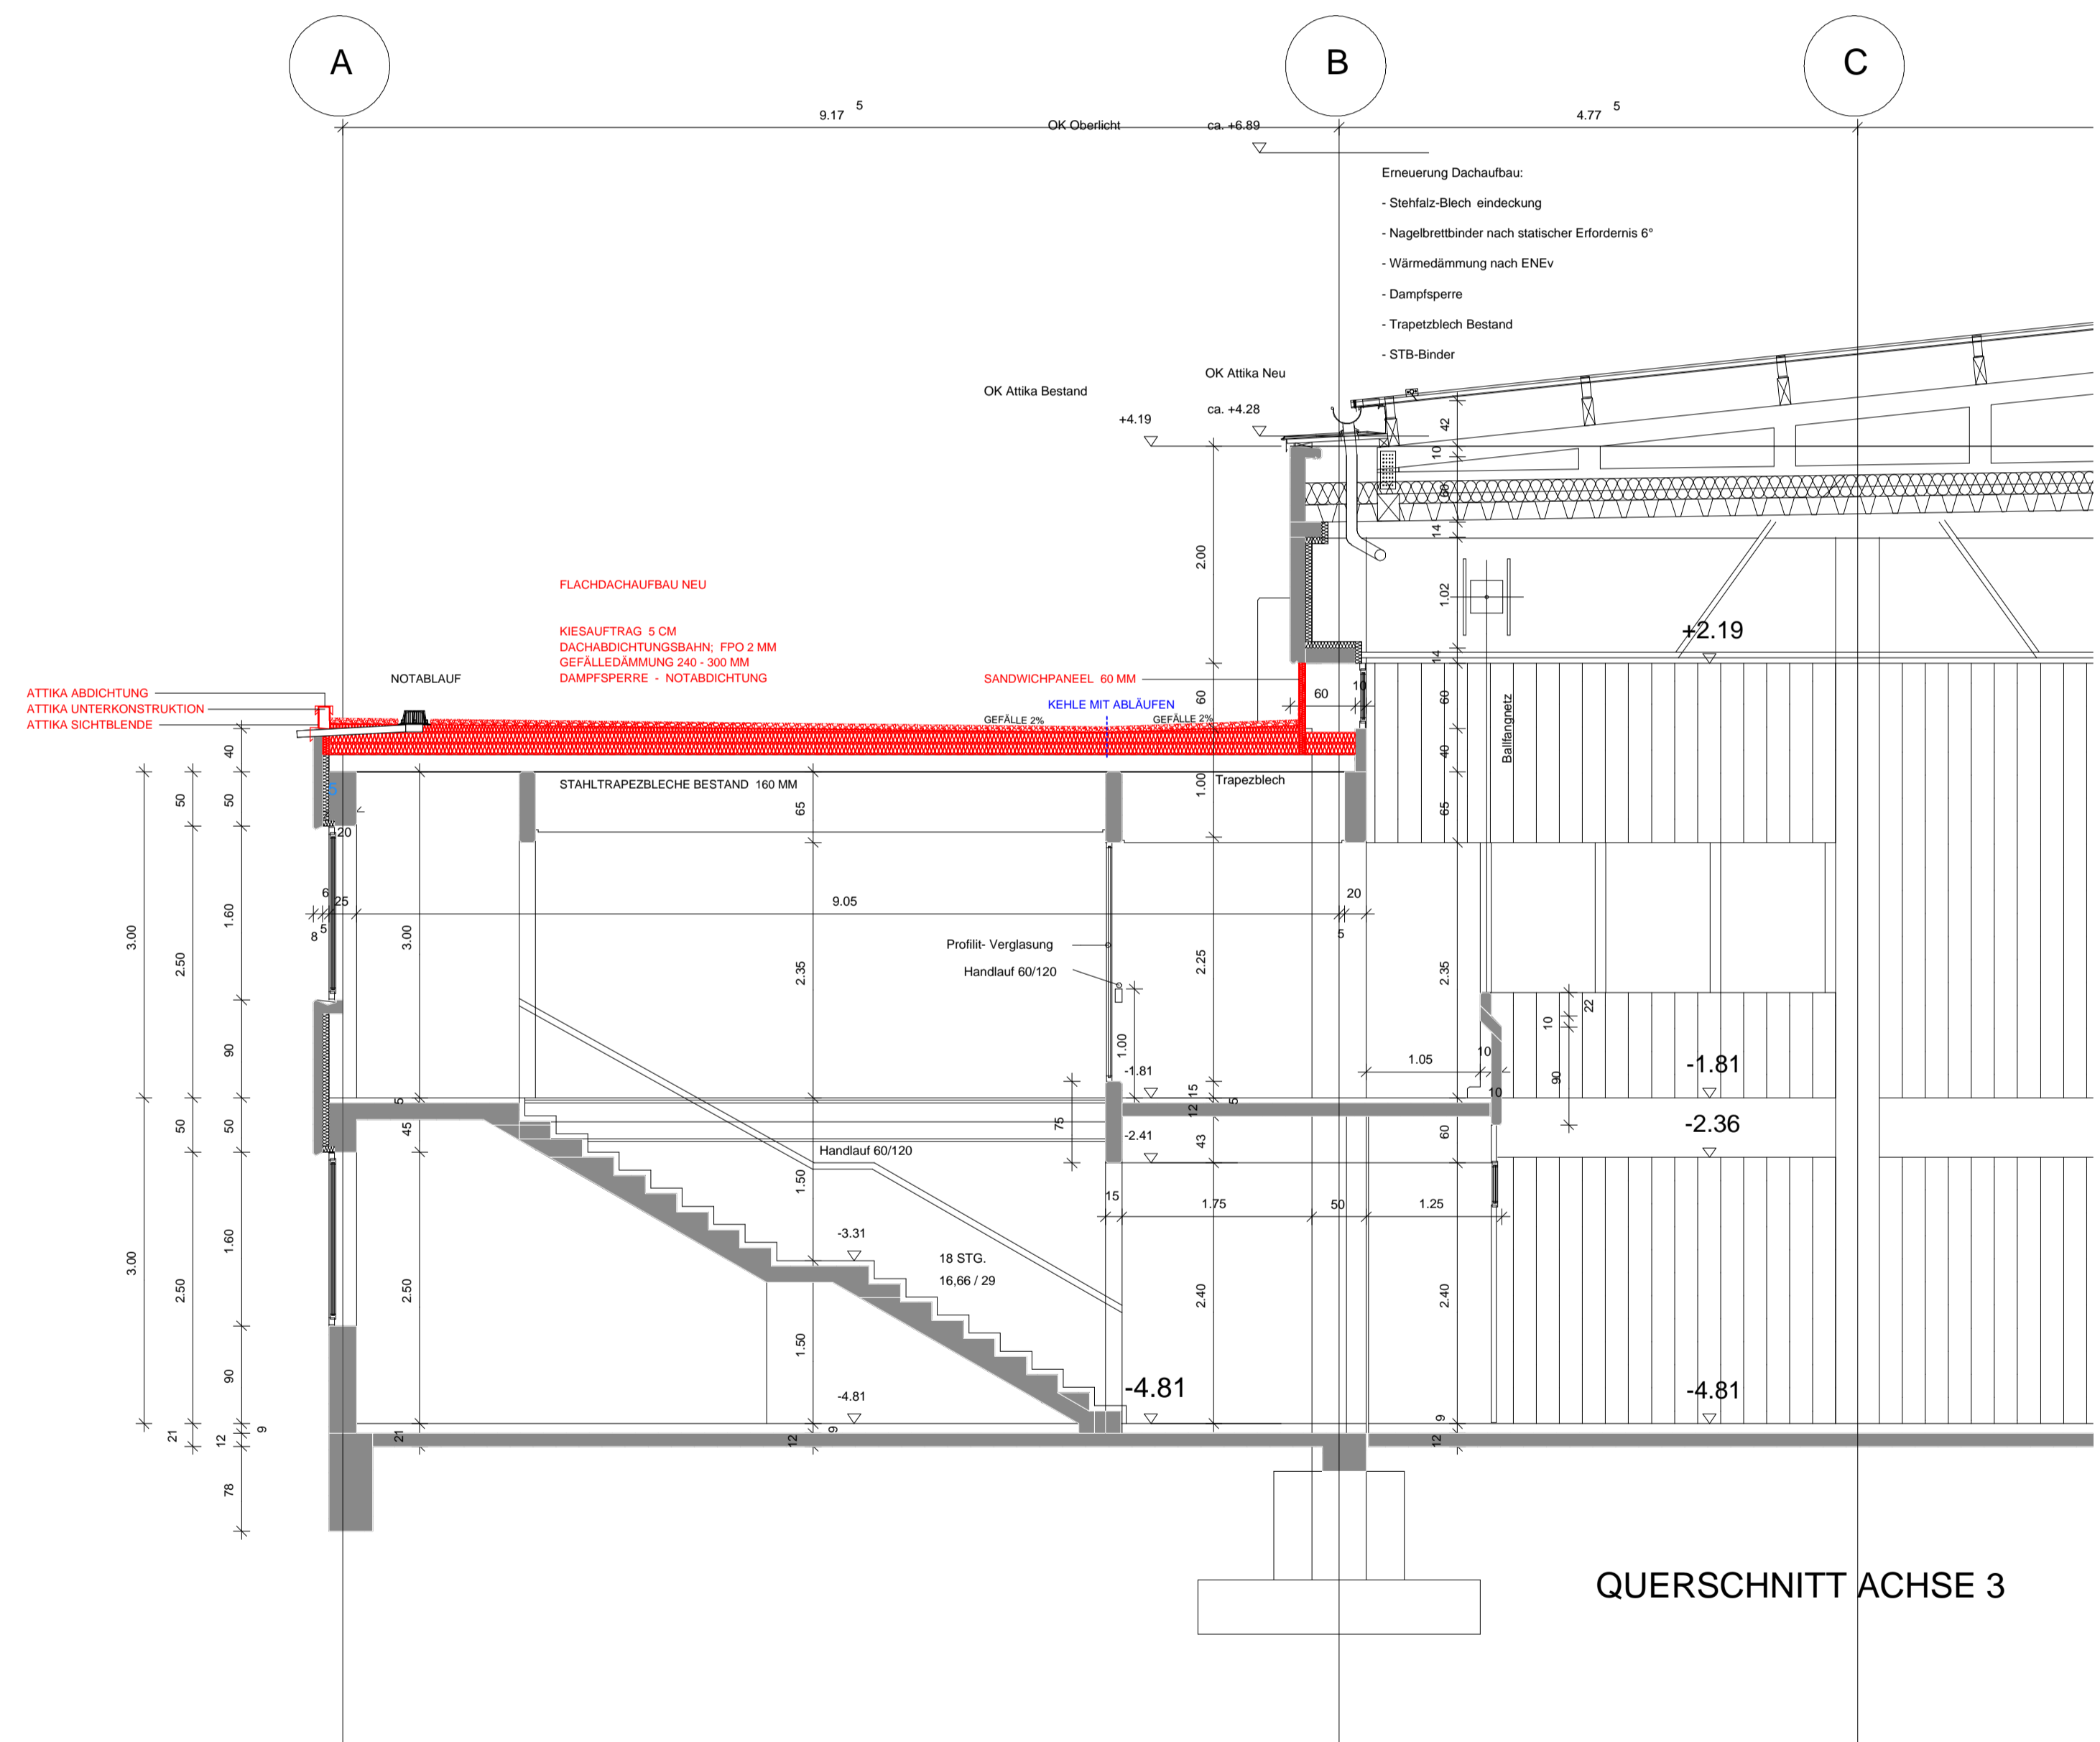 A
B
C
9.17 5
4.77 5
OK Oberlicht
ca. +6.89
Erneuerung Dachaufbau:
- Stehfalz-Blech eindeckung
- Nagelbrettbinder nach statischer Erfordernis 6°
- Wärmedämmung nach ENEv
- Dampfsperre
- Trapetzblech Bestand
- STB-Binder
OK Attika Bestand
+4.19
OK Attika Neu
ca. +4.28
42
10
60
14
1.02
14
60
40
65
2.35
60
2.40
9
12
2.00
60
1.00
2.25
15
12
5
43
2.40
FLACHDACHAUFBAU NEU
KIESAUFTRAG 5 CM
DACHABDICHTUNGSBAHN; FPO 2 MM
GEFÄLLEDÄMMUNG 240 - 300 MM
DAMPFSPERRE - NOTABDICHTUNG
NOTABLAUF
ATTIKA ABDICHTUNG
ATTIKA UNTERKONSTRUKTION
ATTIKA SICHTBLENDE
SANDWICHPANEEL 60 MM
KEHLE MIT ABLÄUFEN
GEFÄLLE 2%
GEFÄLLE 2%
60
10
Ballfangnetz
+2.19
STAHLTRAPEZBLECHE BESTAND 160 MM
Trapezblech
40
50
50
20
65
3.00
2.50
1.60
3.00
2.35
6
25
8
5
9.05
20
5
Profilit- Verglasung
Handlauf 60/120
1.00
-1.81
75
-2.41
1.05
10
10
10
22
90
-1.81
-2.36
90
50
50
5
45
Handlauf 60/120
1.50
-3.31
18 STG.
16,66 / 29
15
1.75
50
1.25
3.00
2.50
1.60
2.50
1.50
90
-4.81
-4.81
-4.81
21
12
9
21
12
9
78
QUERSCHNITT ACHSE 3